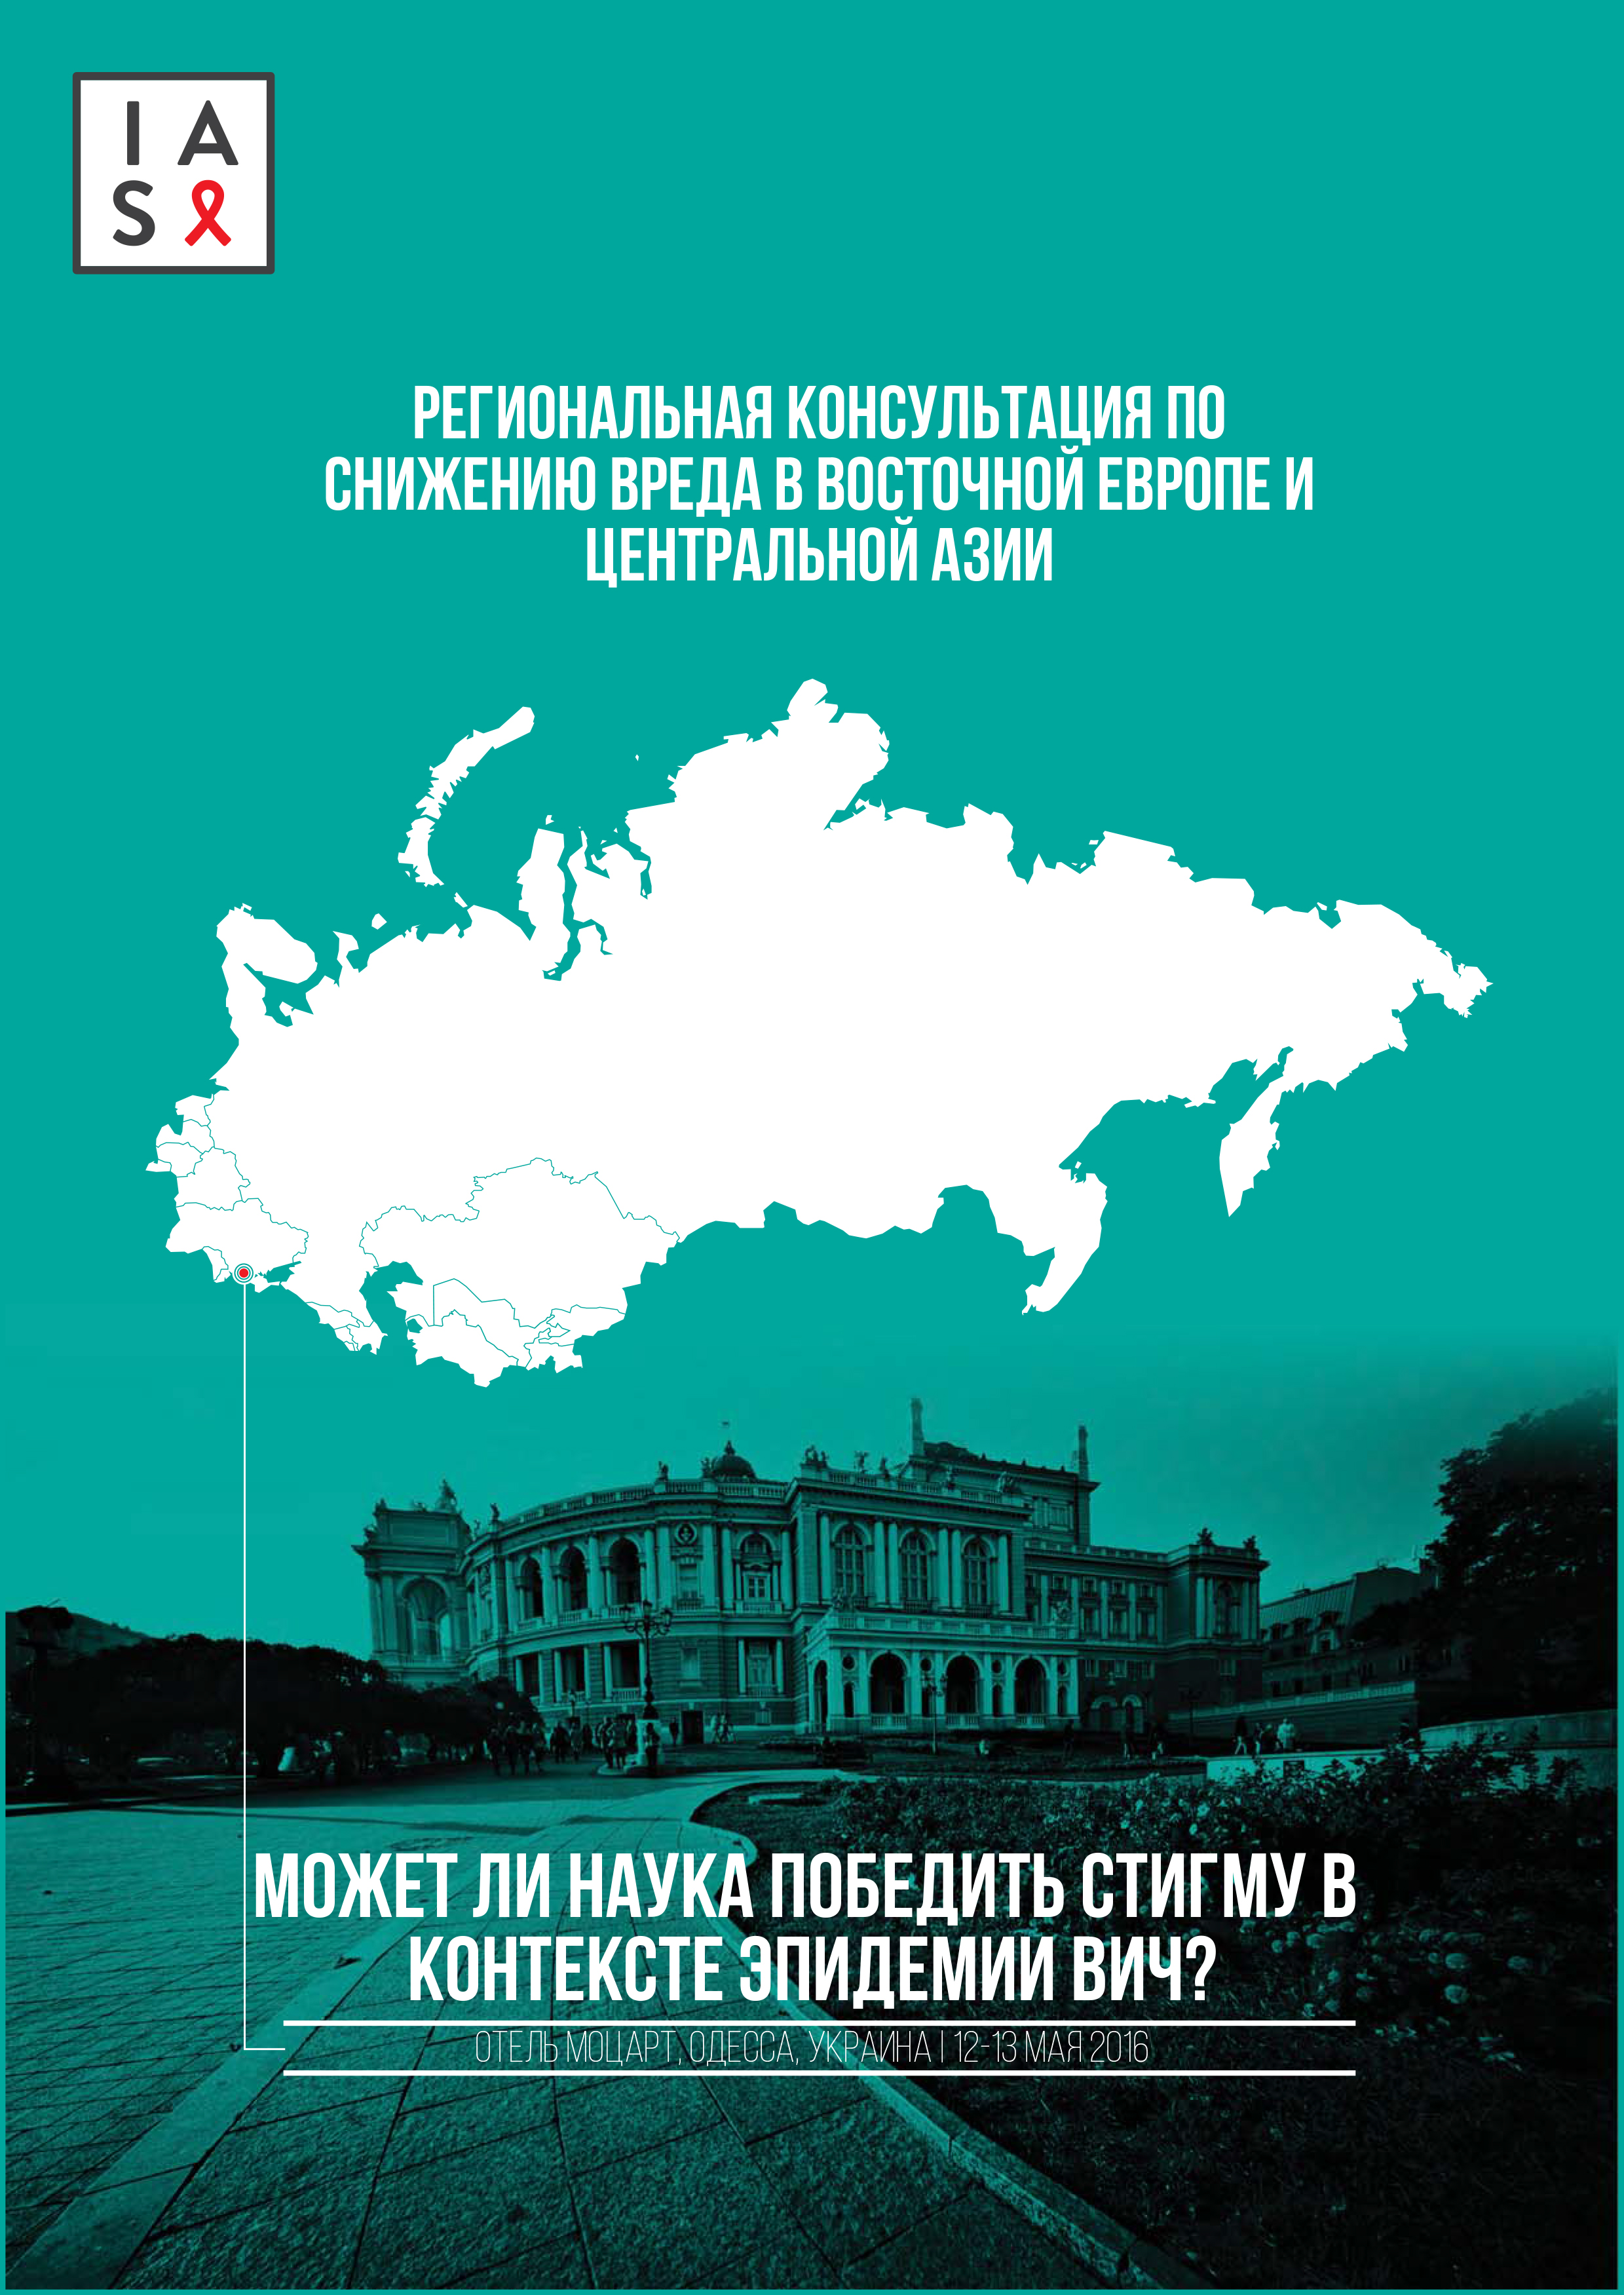 I A
S
РЕГИОНАЛЬНАЯ КОНСУЛЬТАЦИЯ ПО
СНИЖЕНИЮ ВРЕДА В ВОСТОЧНОЙ ЕВРОПЕ И
ЦЕНТРАЛЬНОЙ АЗИИ
МОЖЕТ ЛИ НАУКА ПОБЕДИТЬ СТИГМУ В
КОНТЕКСТЕ ЭПИДЕМИИ ВИЧ?
ОТЕЛЬ МОЦАРТ, ОДЕССА, УКРАИНА | 12-13 МАЯ 2016